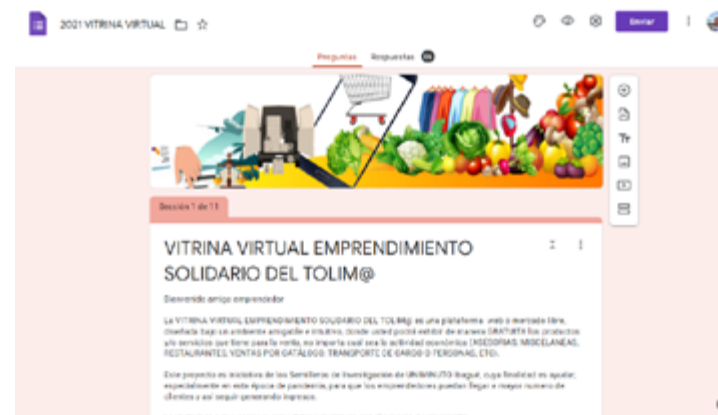 2021 VITRINA VIRTUAL
Enviar
Preguntas Respuestas
Sección 1 de 11
VITRINA VIRTUAL EMPRENDIMIENTO
SOLIDARIO DEL TOLIM@
Bienvenido amigo emprendedor
La VITRINA VIRTUAL EMPRENDIMIENTO SOLIDARIO DEL TOLIM@ es una plataforma web o mercado libre,
diseñada bajo un ambiente amigable e intuitivo, donde usted podrá exhibir de manera GRATUITA los productos
y/o servicios que tiene para la venta, no importa cual sea la actividad económica (ASESORIAS, MISCELANEAS,
RESTAURANTES, VENTAS POR CATÁLOGO, TRANSPORTE DE CARGO O PERSONAS, ETC).
Este proyecto es iniciativa de los Semilleros de Investigación de UNIMINUTO Ibagué, cuya finalidad es ayudar,
especialmente en esta época de pandemia, para que los emprendedores puedan llegar a mayor numero de
clientes y así seguir generando ingresos.